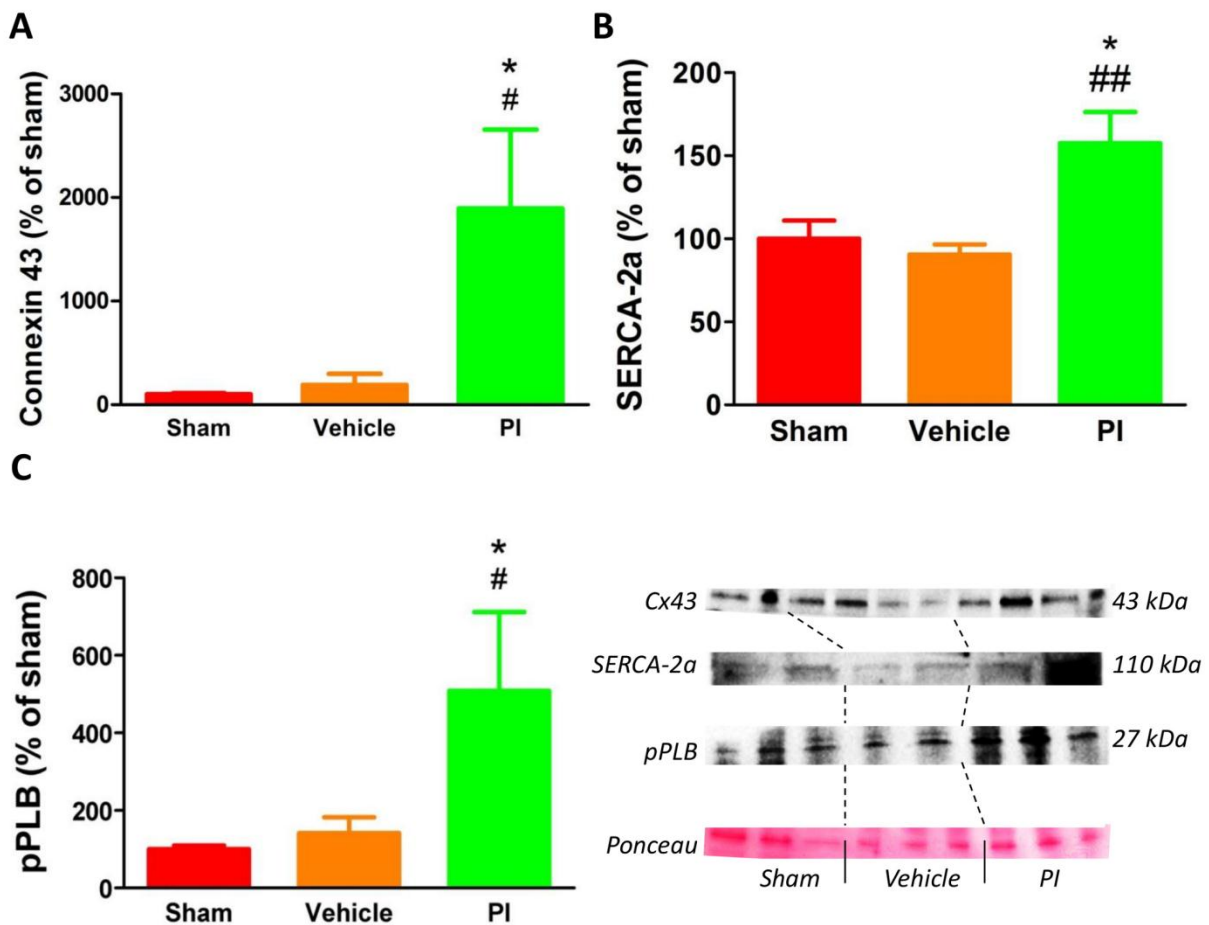 A
Connexin 43 (% of sham)
3000
2000
1000
0
*
#
Sham Vehicle PI
B
SERCA-2a (% of sham)
200
150
100
50
0
*
##
Sham Vehicle PI
C
pPLB (% of sham)
800
600
400
200
0
*
#
Sham Vehicle PI
Cx43 43 kDa
SERCA-2a 110 kDa
pPLB 27 kDa
Ponceau
Sham Vehicle PI